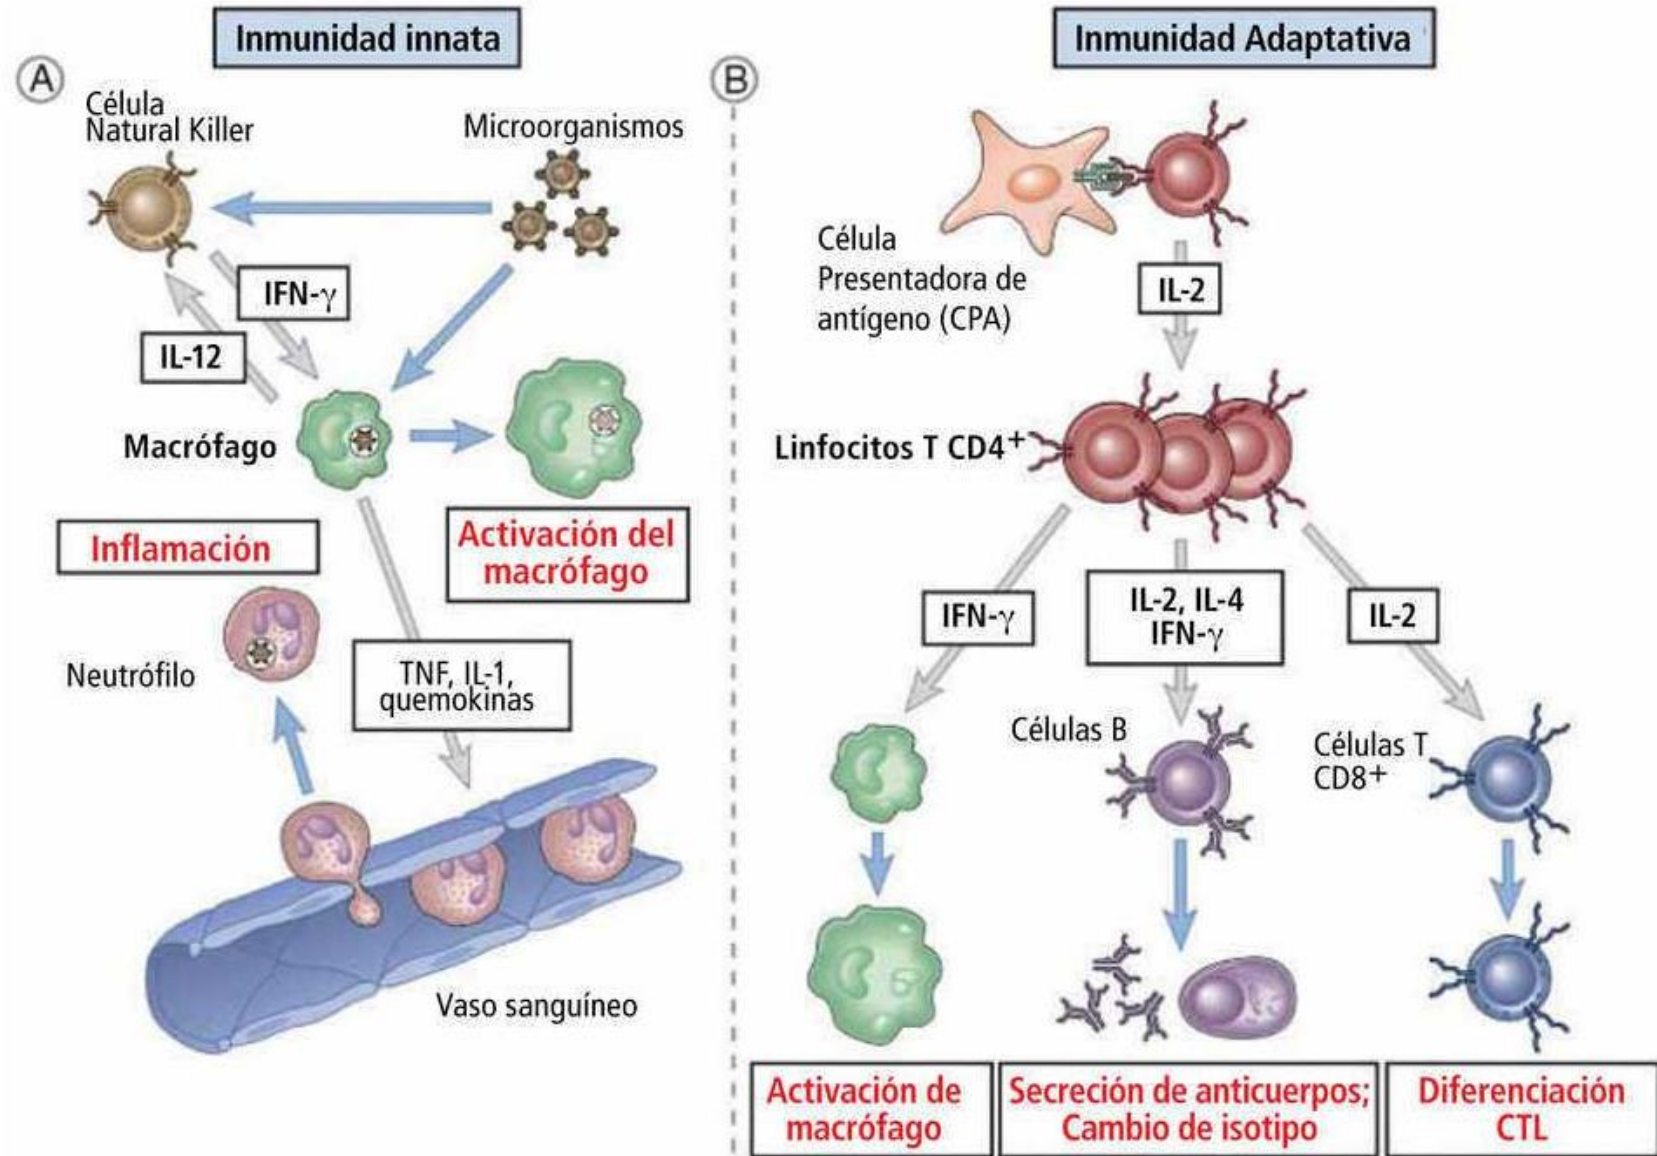 Inmunidad innata
A
Célula
Natural Killer
Microorganismos
IFN-γ
IL-12
Macrófago
Inflamación
Activación del
macrófago
Neutrófilo
TNF, IL-1,
quemokinas
Vaso sanguíneo
Inmunidad Adaptativa
B
Célula
Presentadora de
antígeno (CPA)
IL-2
Linfocitos T CD4+
IFN-γ
IL-2, IL-4
IFN-γ
IL-2
Células B
Células T
CD8+
Activación de
macrófago
Secreción de anticuerpos;
Cambio de isotipo
Diferenciación
CTL